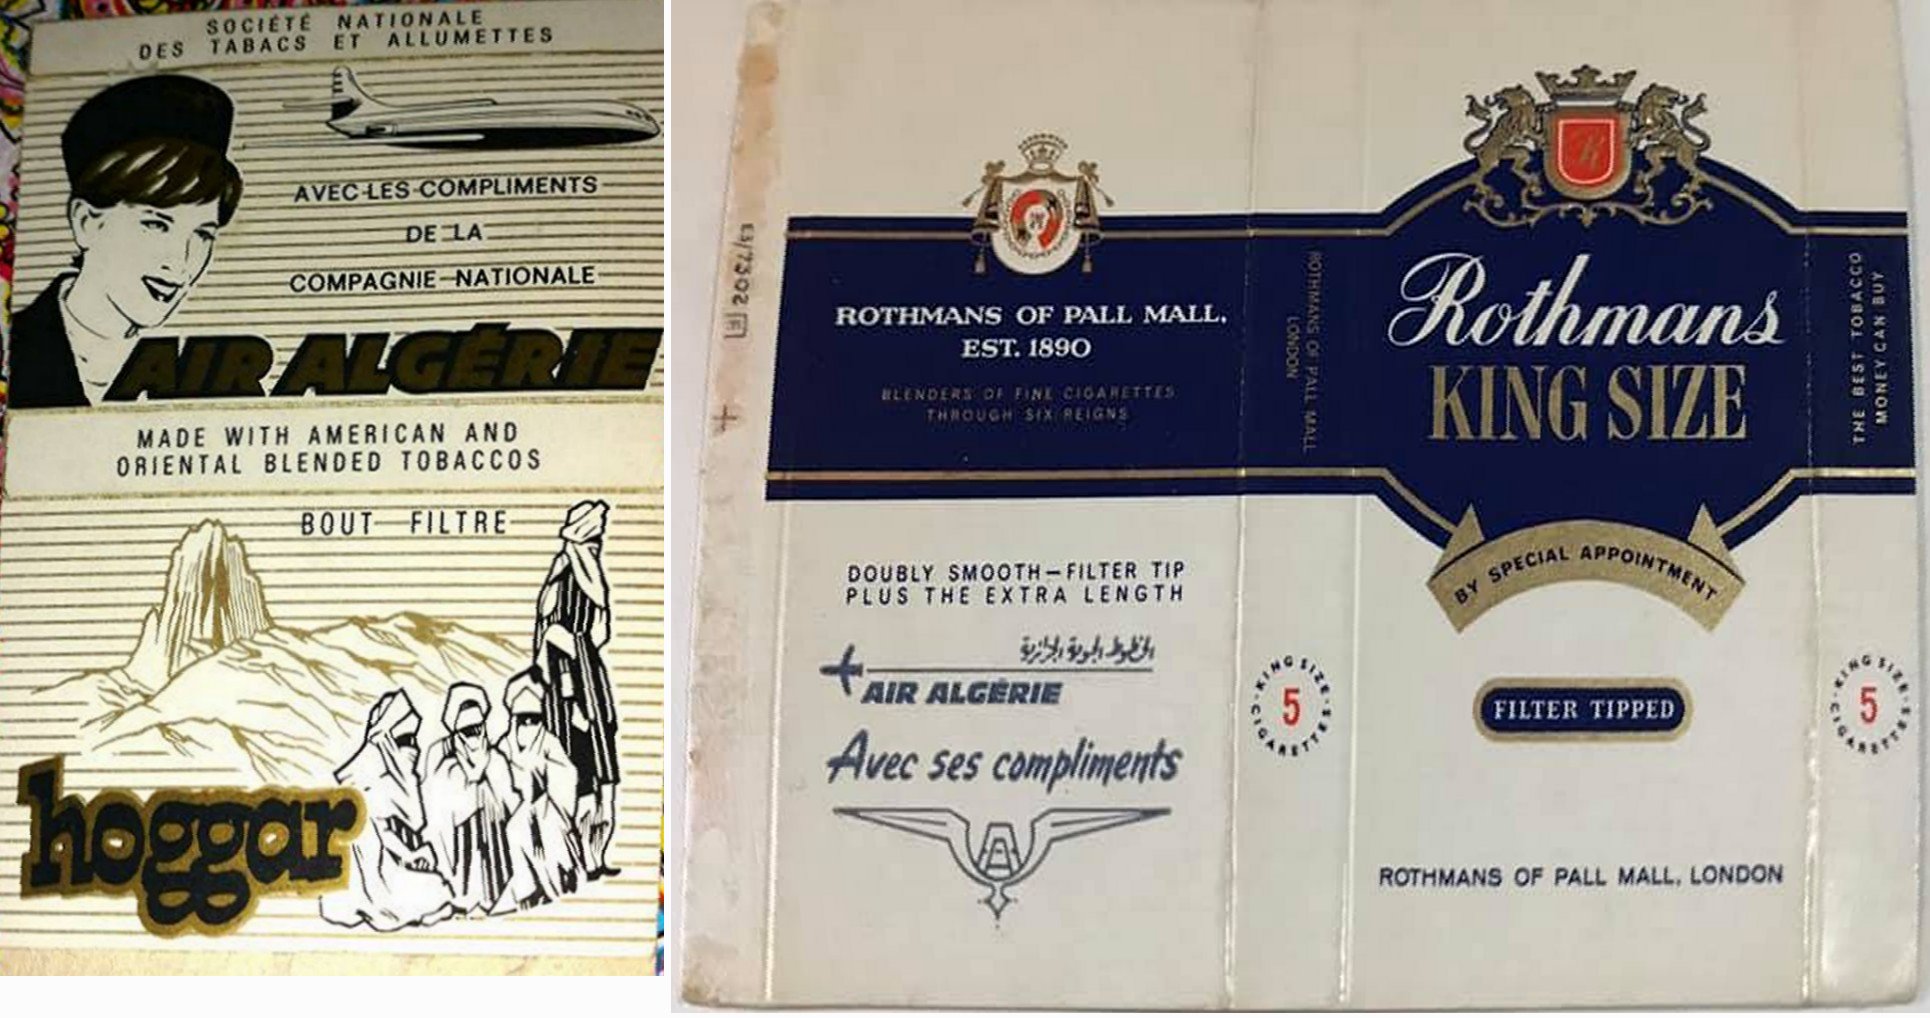 SOCIÉTÉ NATIONALE
DES TABACS ET ALLUMETTES
AVEC LES COMPLIMENTS
DE LA
COMPAGNIE NATIONALE
AIR ALGÉRIE
MADE WITH AMERICAN AND
ORIENTAL BLENDED TOBACCOS
BOUT FILTRE
hoggar
E3/7302 E
ROTHMANS OF PALL MALL,
EST. 1890
BLENDERS OF FINE CIGARETTES
THROUGH SIX REIGNS
DOUBLY SMOOTH–FILTER TIP
PLUS THE EXTRA LENGTH
الخطوط الجوية الجزائرية
AIR ALGÉRIE
Avec ses compliments
ROTHMANS OF PALL MALL
LONDON
KING SIZE
5
CIGARETTES
R
Rothmans
KING SIZE
BY SPECIAL APPOINTMENT
FILTER TIPPED
ROTHMANS OF PALL MALL, LONDON
THE BEST TOBACCO
MONEY CAN BUY
KING SIZE
5
CIGARETTES